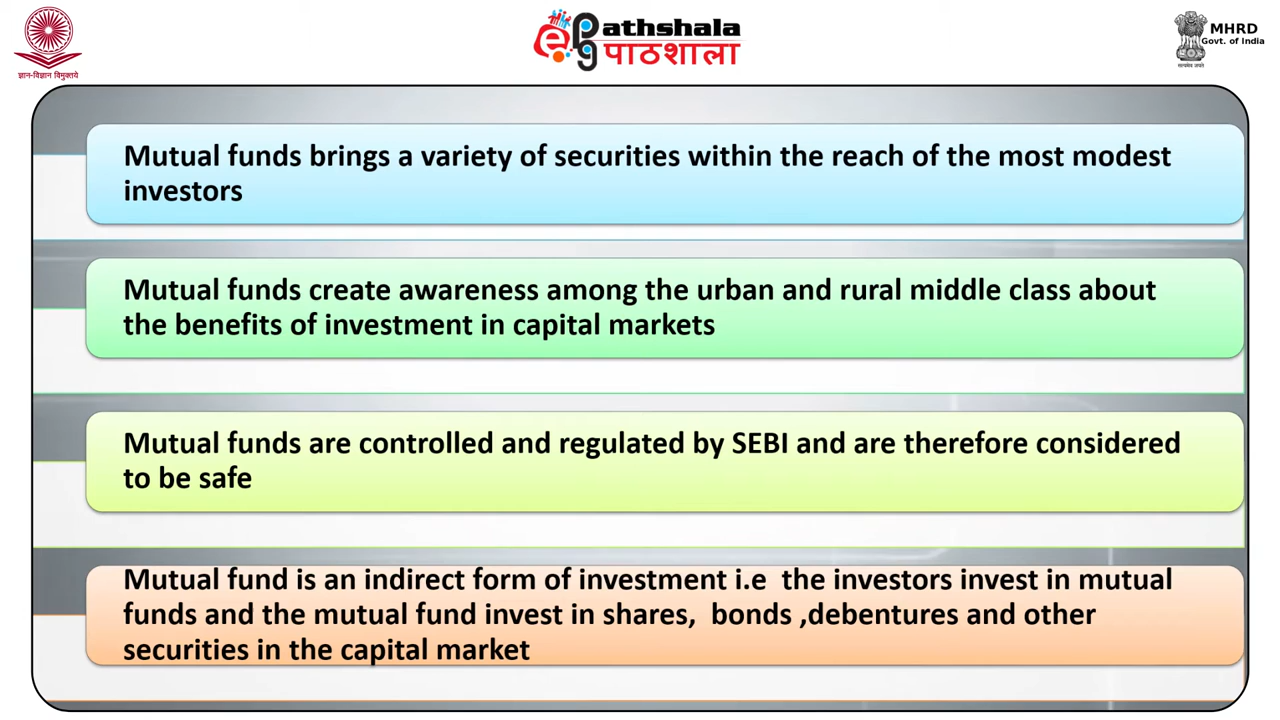 ज्ञान-विज्ञान विमुक्तये
epathshala
पाठशाला
MHRD
Govt. of India
सत्यमेव जयते
Mutual funds brings a variety of securities within the reach of the most modest
investors
Mutual funds create awareness among the urban and rural middle class about
the benefits of investment in capital markets
Mutual funds are controlled and regulated by SEBI and are therefore considered
to be safe
Mutual fund is an indirect form of investment i.e  the investors invest in mutual
funds and the mutual fund invest in shares,  bonds ,debentures and other
securities in the capital market